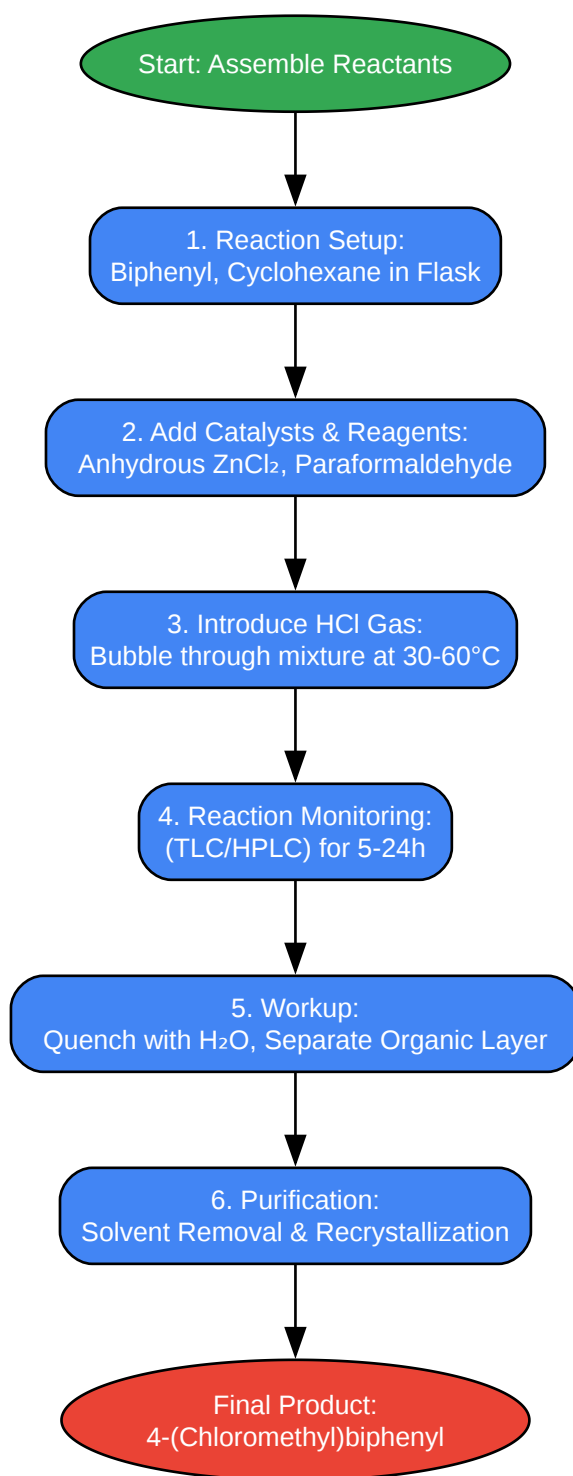 Start: Assemble Reactants
1. Reaction Setup:
Biphenyl, Cyclohexane in Flask
2. Add Catalysts & Reagents:
Anhydrous ZnCl₂, Paraformaldehyde
3. Introduce HCl Gas:
Bubble through mixture at 30-60°C
4. Reaction Monitoring:
(TLC/HPLC) for 5-24h
5. Workup:
Quench with H₂O, Separate Organic Layer
6. Purification:
Solvent Removal & Recrystallization
Final Product:
4-(Chloromethyl)biphenyl